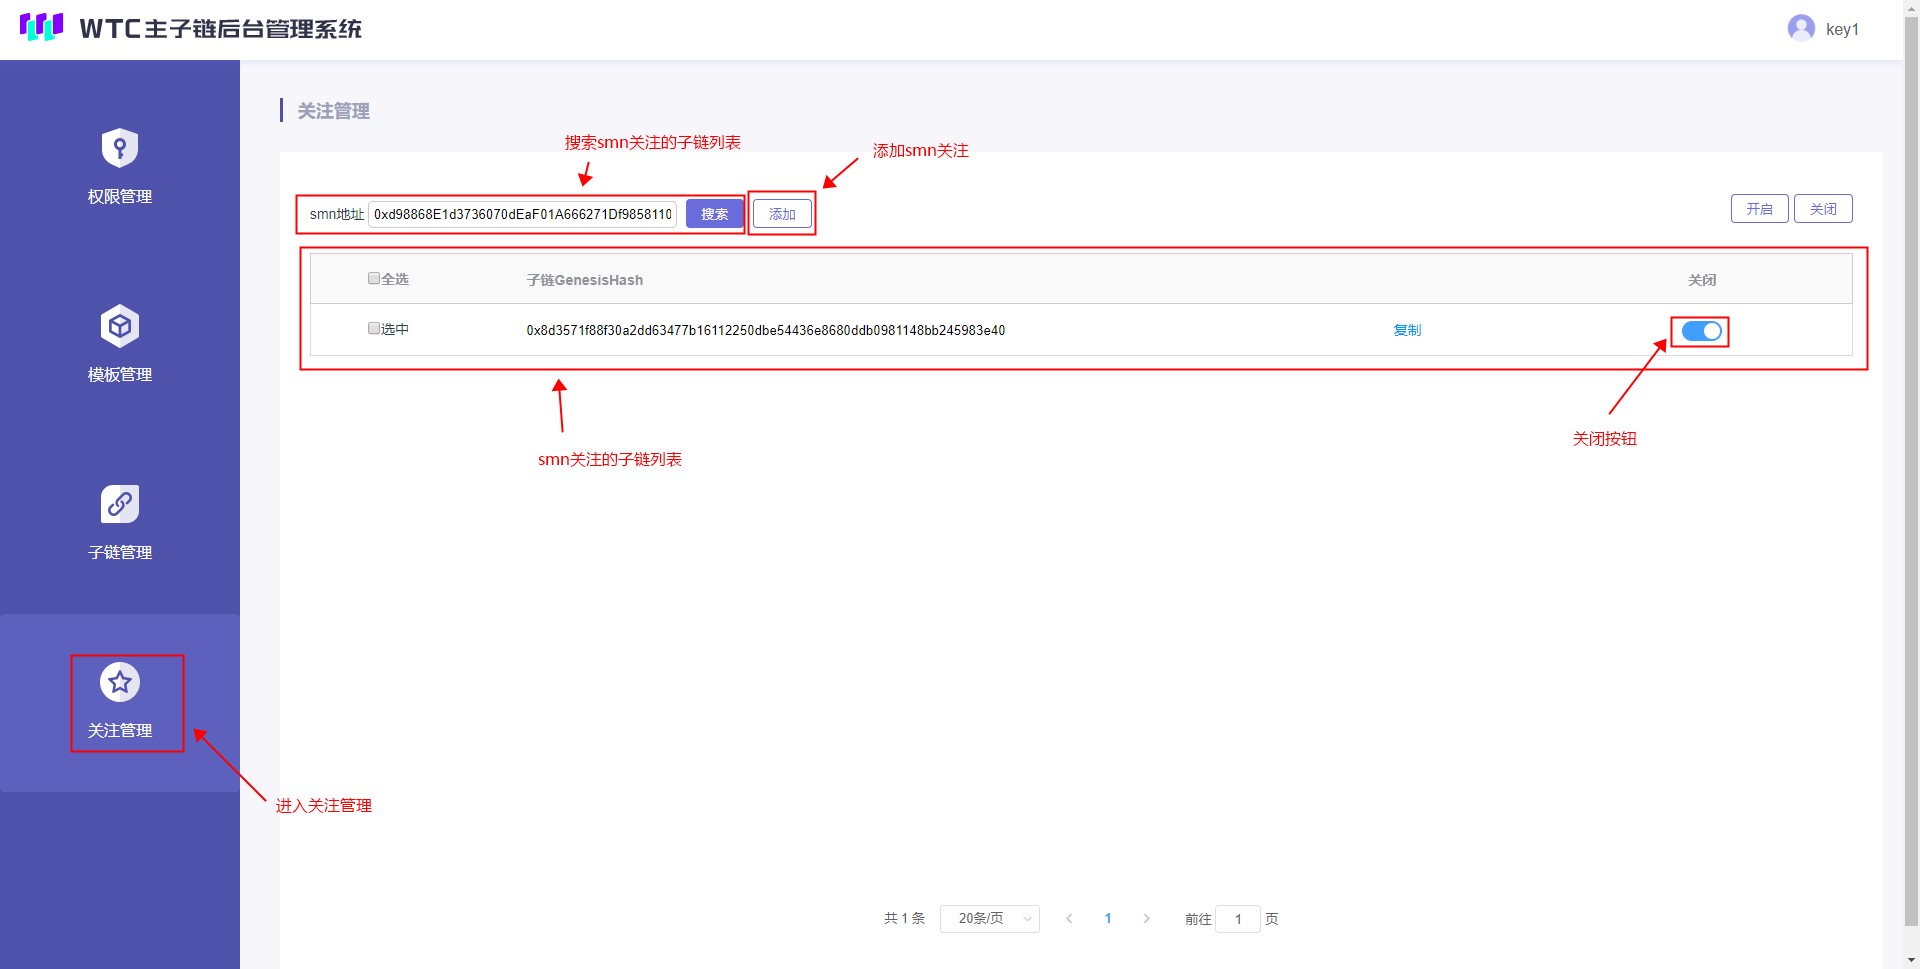 WTC主子链后台管理系统
key1
权限管理
模板管理
子链管理
关注管理
关注管理
搜索smn关注的子链列表
添加smn关注
smn地址 0xd98868E1d3736070dEaF01A666271Df9858110 搜索 添加
开启 关闭
全选 子链GenesisHash 关闭
选中 0x8d3571f88f30a2dd63477b16112250dbe54436e8680ddb0981148bb245983e40 复制
smn关注的子链列表
关闭按钮
进入关注管理
共 1 条 20条/页 1 前往 1 页